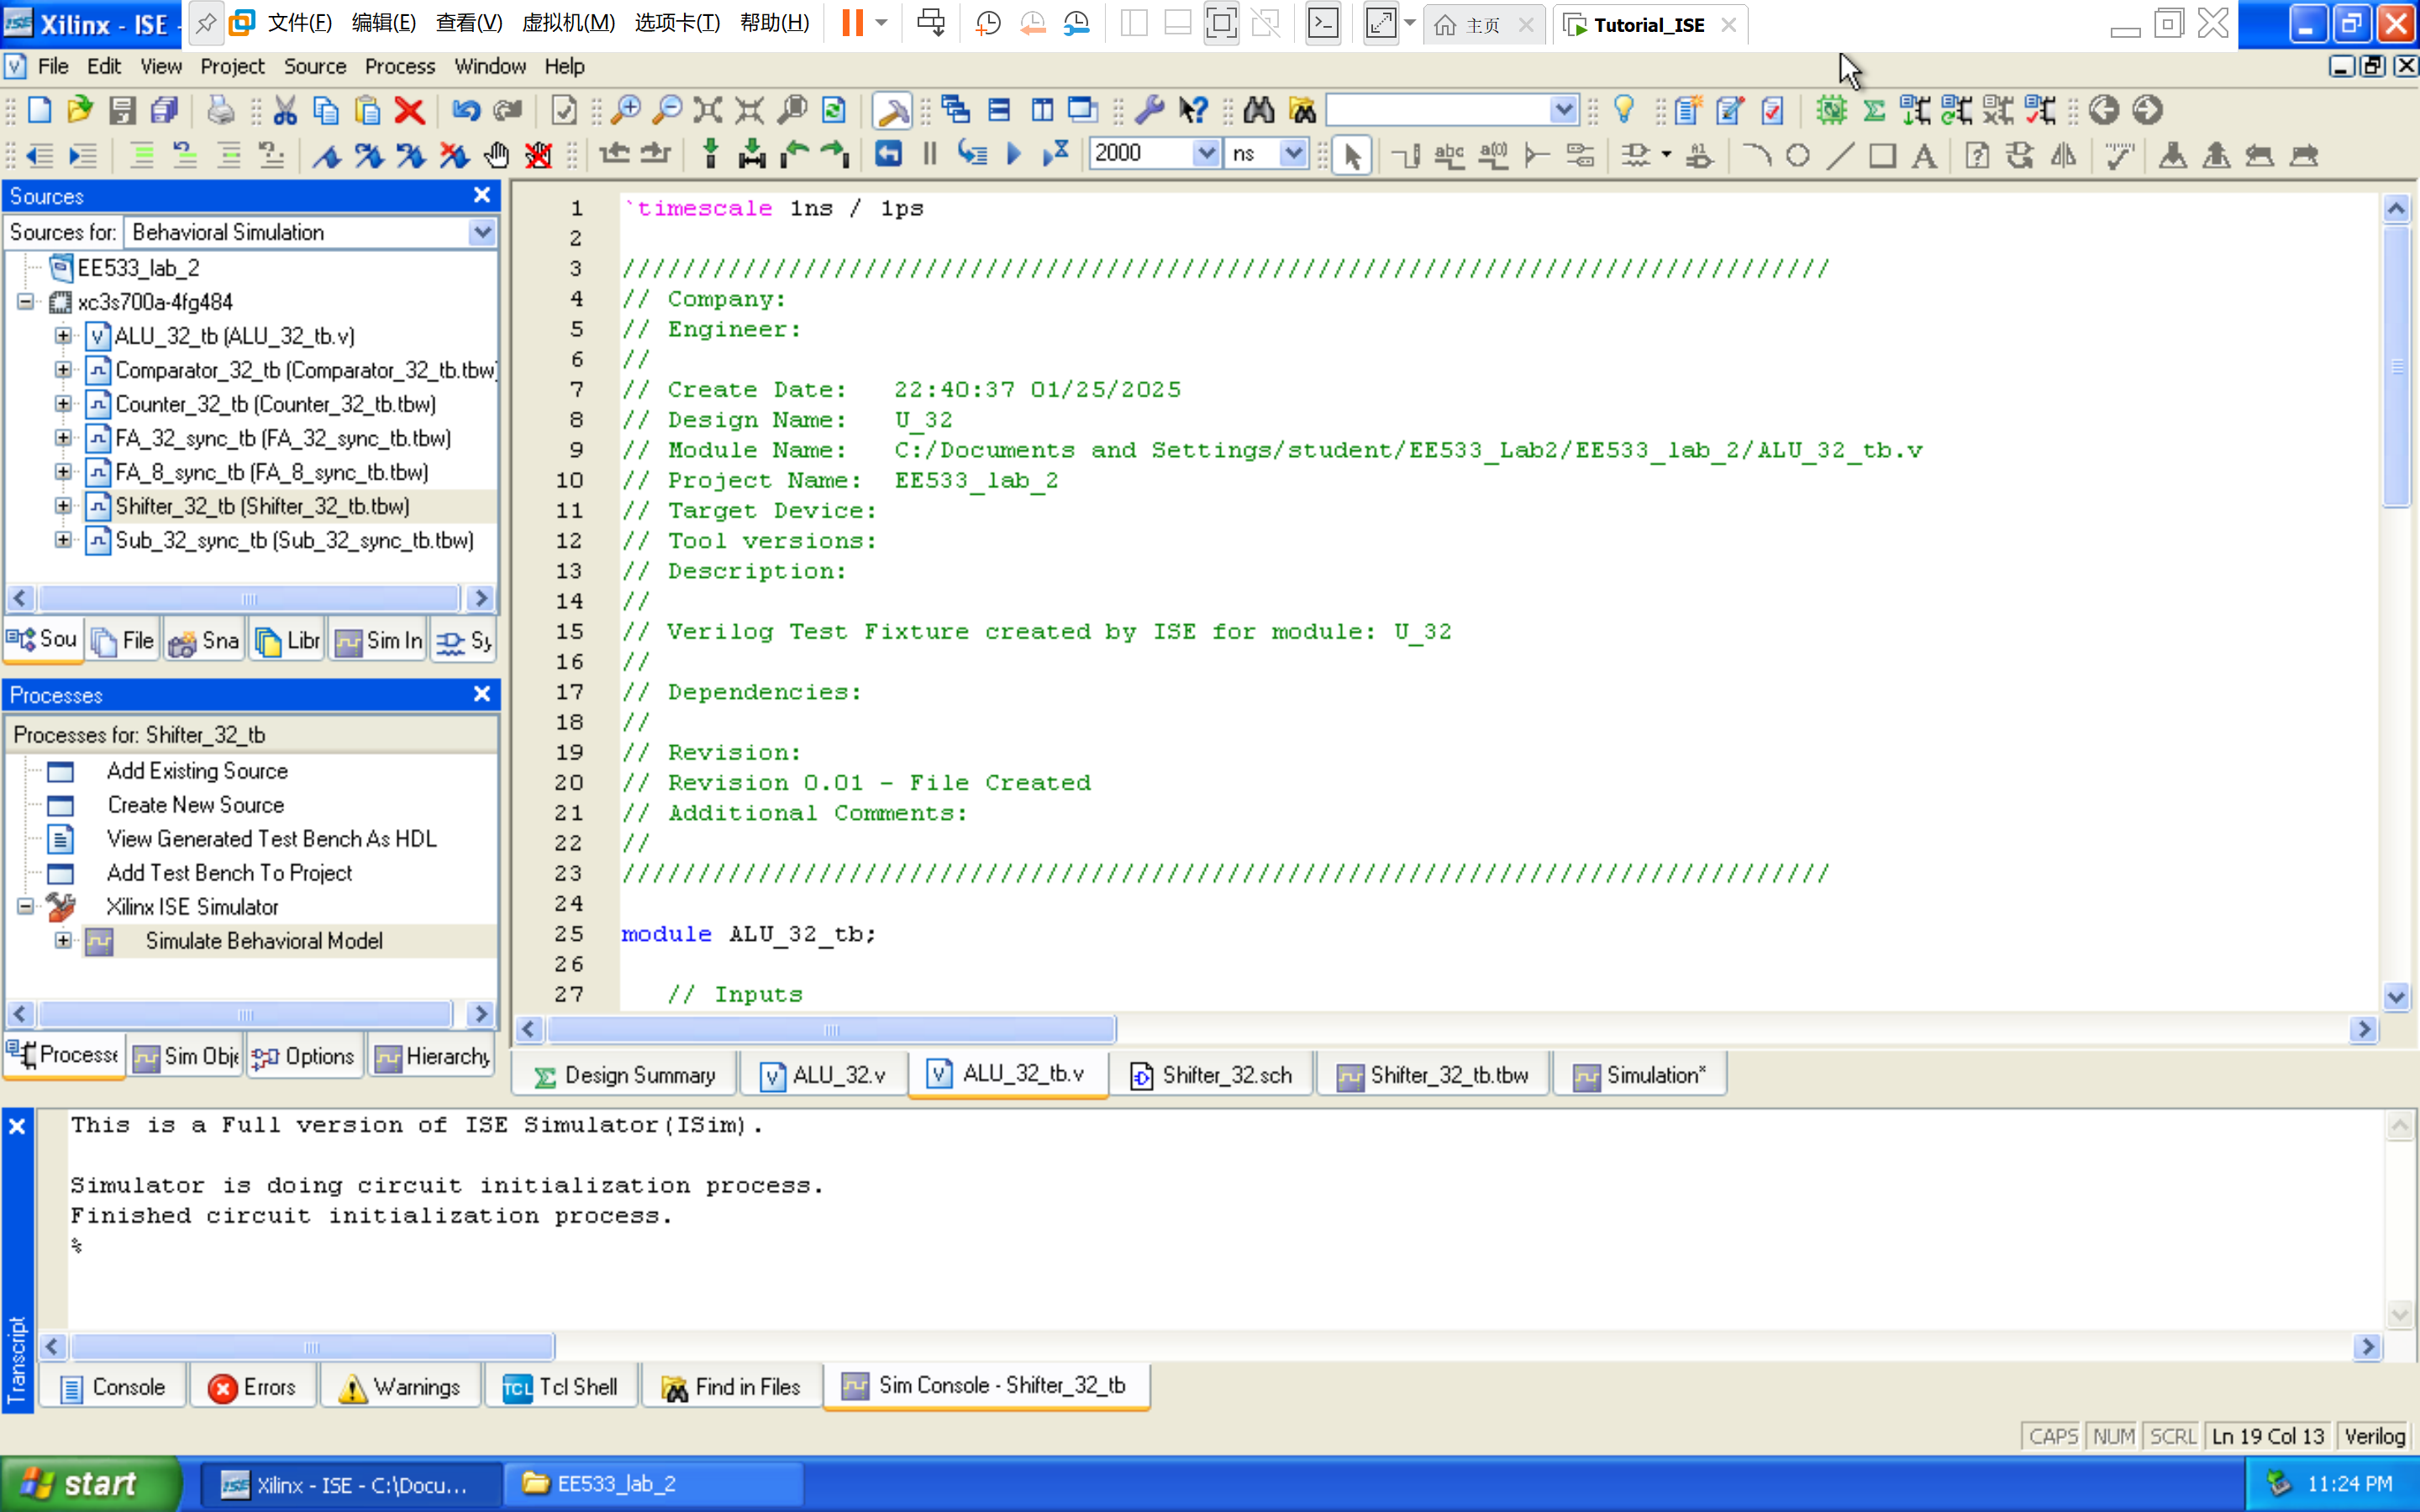 Xilinx - ISE -
文件(F) 编辑(E) 查看(V) 虚拟机(M) 选项卡(T) 帮助(H)
主页
Tutorial_ISE
File Edit View Project Source Process Window Help
2000 ns
Sources
Sources for: Behavioral Simulation
EE533_lab_2
xc3s700a-4fg484
ALU_32_tb (ALU_32_tb.v)
Comparator_32_tb (Comparator_32_tb.tbw)
Counter_32_tb (Counter_32_tb.tbw)
FA_32_sync_tb (FA_32_sync_tb.tbw)
FA_8_sync_tb (FA_8_sync_tb.tbw)
Shifter_32_tb (Shifter_32_tb.tbw)
Sub_32_sync_tb (Sub_32_sync_tb.tbw)
Sou File Sna Libr Sim In Sy
Processes
Processes for: Shifter_32_tb
Add Existing Source
Create New Source
View Generated Test Bench As HDL
Add Test Bench To Project
Xilinx ISE Simulator
Simulate Behavioral Model
Processe Sim Obje Options Hierarchy
1 `timescale 1ns / 1ps
2
3 ////////////////////////////////////////////////////////////////////////////////
4 // Company:
5 // Engineer:
6 //
7 // Create Date: 22:40:37 01/25/2025
8 // Design Name: U_32
9 // Module Name: C:/Documents and Settings/student/EE533_Lab2/EE533_lab_2/ALU_32_tb.v
10 // Project Name: EE533_lab_2
11 // Target Device:
12 // Tool versions:
13 // Description:
14 //
15 // Verilog Test Fixture created by ISE for module: U_32
16 //
17 // Dependencies:
18 //
19 // Revision:
20 // Revision 0.01 - File Created
21 // Additional Comments:
22 //
23 ////////////////////////////////////////////////////////////////////////////////
24
25 module ALU_32_tb;
26
27 // Inputs
Design Summary ALU_32.v ALU_32_tb.v Shifter_32.sch Shifter_32_tb.tbw Simulation*
Transcript
This is a Full version of ISE Simulator(ISim).
Simulator is doing circuit initialization process.
Finished circuit initialization process.
%
Console Errors Warnings TCL Tcl Shell Find in Files Sim Console - Shifter_32_tb
CAPS NUM SCRL Ln 19 Col 13 Verilog
start
ISE Xilinx - ISE - C:\Docu...
EE533_lab_2
11:24 PM